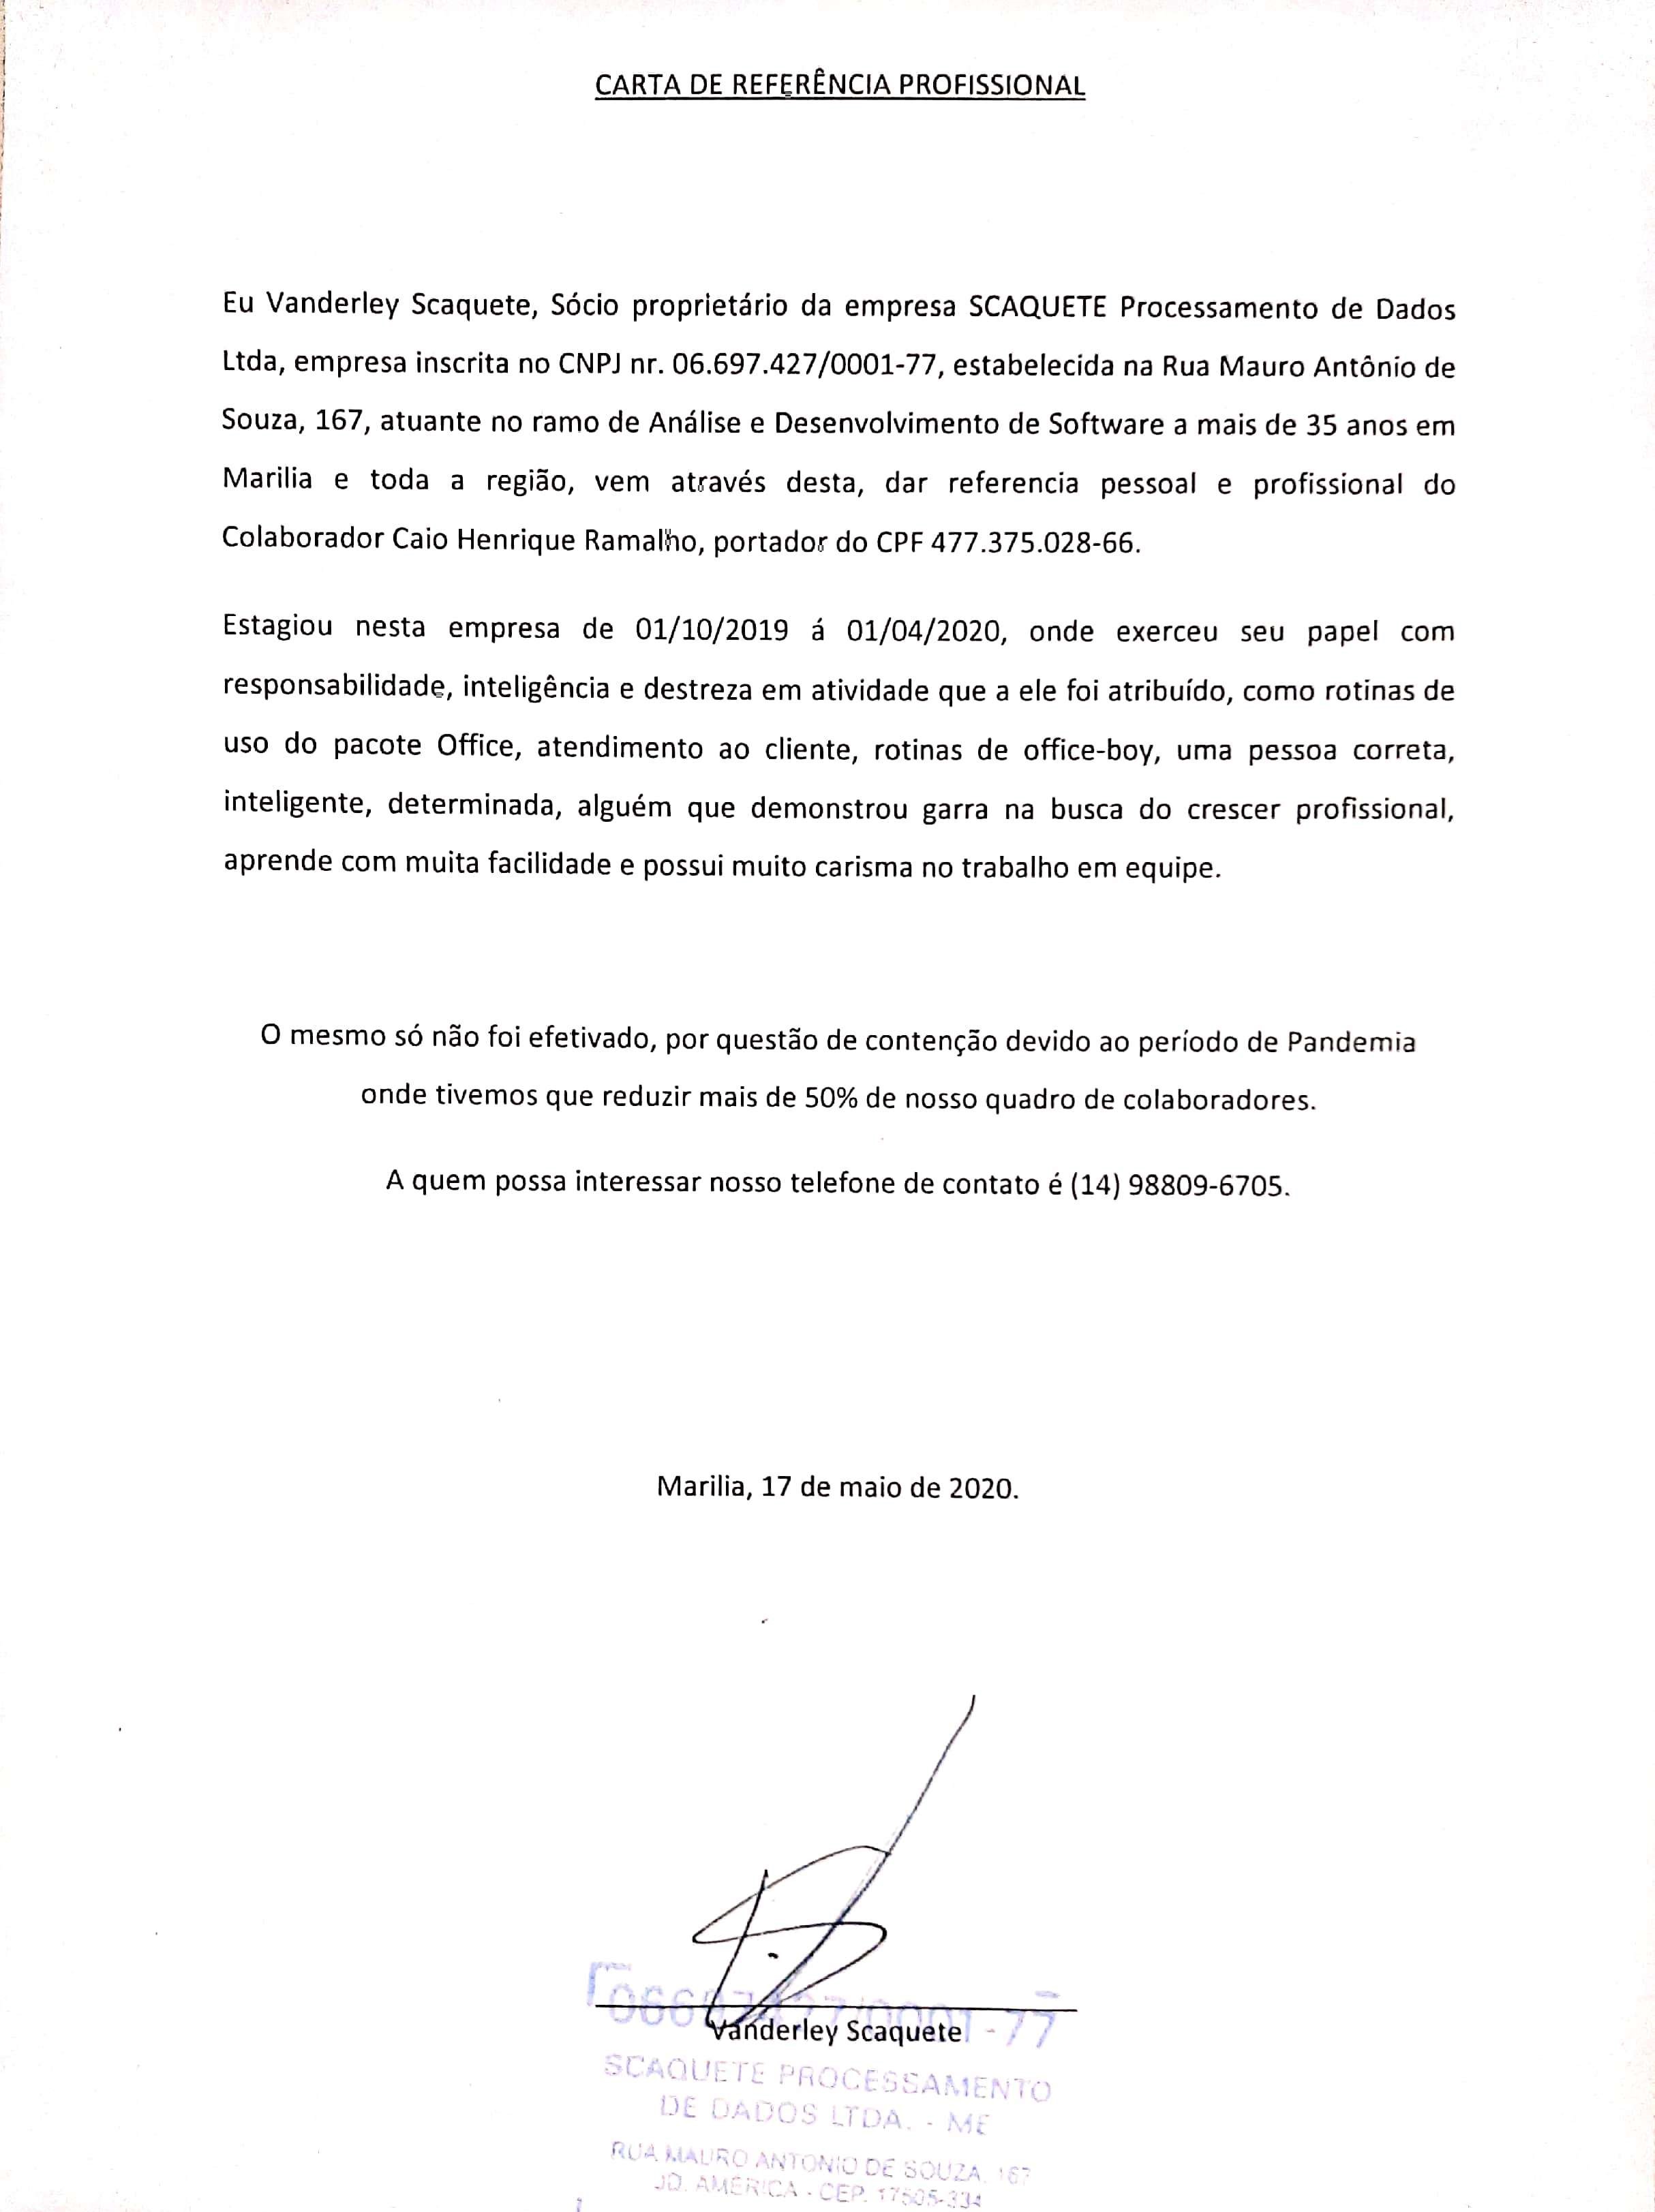 CARTA DE REFERÊNCIA PROFISSIONAL
Eu Vanderley Scaquete, Sócio proprietário da empresa SCAQUETE Processamento de Dados
Ltda, empresa inscrita no CNPJ nr. 06.697.427/0001-77, estabelecida na Rua Mauro Antônio de
Souza, 167, atuante no ramo de Análise e Desenvolvimento de Software a mais de 35 anos em
Marilia e toda a região, vem através desta, dar referencia pessoal e profissional do
Colaborador Caio Henrique Ramalho, portador do CPF 477.375.028-66.
Estagiou nesta empresa de 01/10/2019 á 01/04/2020, onde exerceu seu papel com
responsabilidade, inteligência e destreza em atividade que a ele foi atribuído, como rotinas de
uso do pacote Office, atendimento ao cliente, rotinas de office-boy, uma pessoa correta,
inteligente, determinada, alguém que demonstrou garra na busca do crescer profissional,
aprende com muita facilidade e possui muito carisma no trabalho em equipe.
O mesmo só não foi efetivado, por questão de contenção devido ao período de Pandemia
onde tivemos que reduzir mais de 50% de nosso quadro de colaboradores.
A quem possa interessar nosso telefone de contato é (14) 98809-6705.
Marilia, 17 de maio de 2020.
06697427/0001-77
Vanderley Scaquete
SCAQUETE PROCESSAMENTO
DE DADOS LTDA. - ME
RUA MAURO ANTONIO DE SOUZA, 167
JD. AMÉRICA - CEP. 17505-334